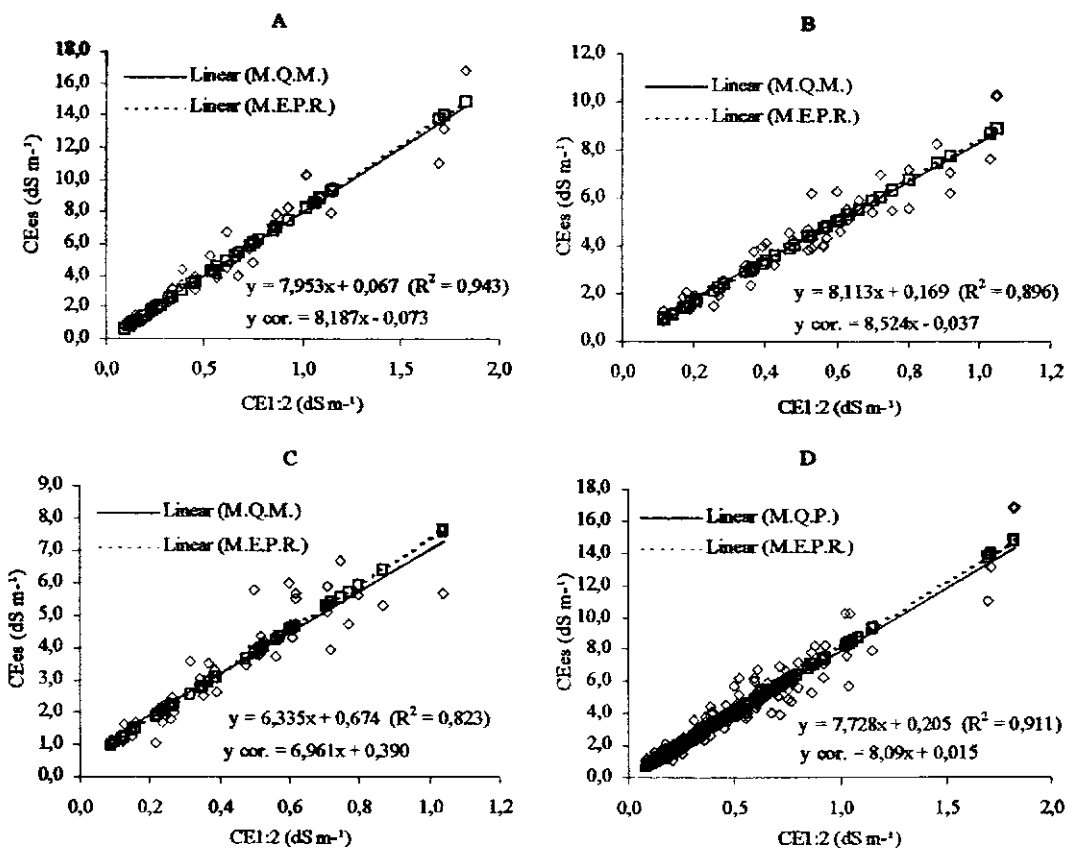 A
18,0
16,0
14,0
12,0
10,0
8,0
6,0
4,0
2,0
0,0
CEes (dS m-¹)
Linear (M.Q.M.)
Linear (M.E.P.R.)
y = 7,953x + 0,067 (R² = 0,943)
y cor. = 8,187x - 0,073
0,0 0,5 1,0 1,5 2,0
CE1:2 (dS m-¹)
B
12,0
10,0
8,0
6,0
4,0
2,0
0,0
CEes (dS m-¹)
Linear (M.Q.M.)
Linear (M.E.P.R.)
y = 8,113x + 0,169 (R² = 0,896)
y cor. = 8,524x - 0,037
0,0 0,2 0,4 0,6 0,8 1,0 1,2
CE1:2 (dS m-¹)
C
9,0
8,0
7,0
6,0
5,0
4,0
3,0
2,0
1,0
0,0
CEes (dS m-¹)
Linear (M.Q.M.)
Linear (M.E.P.R.)
y = 6,335x + 0,674 (R² = 0,823)
y cor. = 6,961x + 0,390
0,0 0,2 0,4 0,6 0,8 1,0 1,2
CE1:2 (dS m-¹)
D
18,0
16,0
14,0
12,0
10,0
8,0
6,0
4,0
2,0
0,0
CEes (dS m-¹)
Linear (M.Q.P.)
Linear (M.E.P.R.)
y = 7,728x + 0,205 (R² = 0,911)
y cor. = 8,09x + 0,015
0,0 0,5 1,0 1,5 2,0
CE1:2 (dS m-¹)